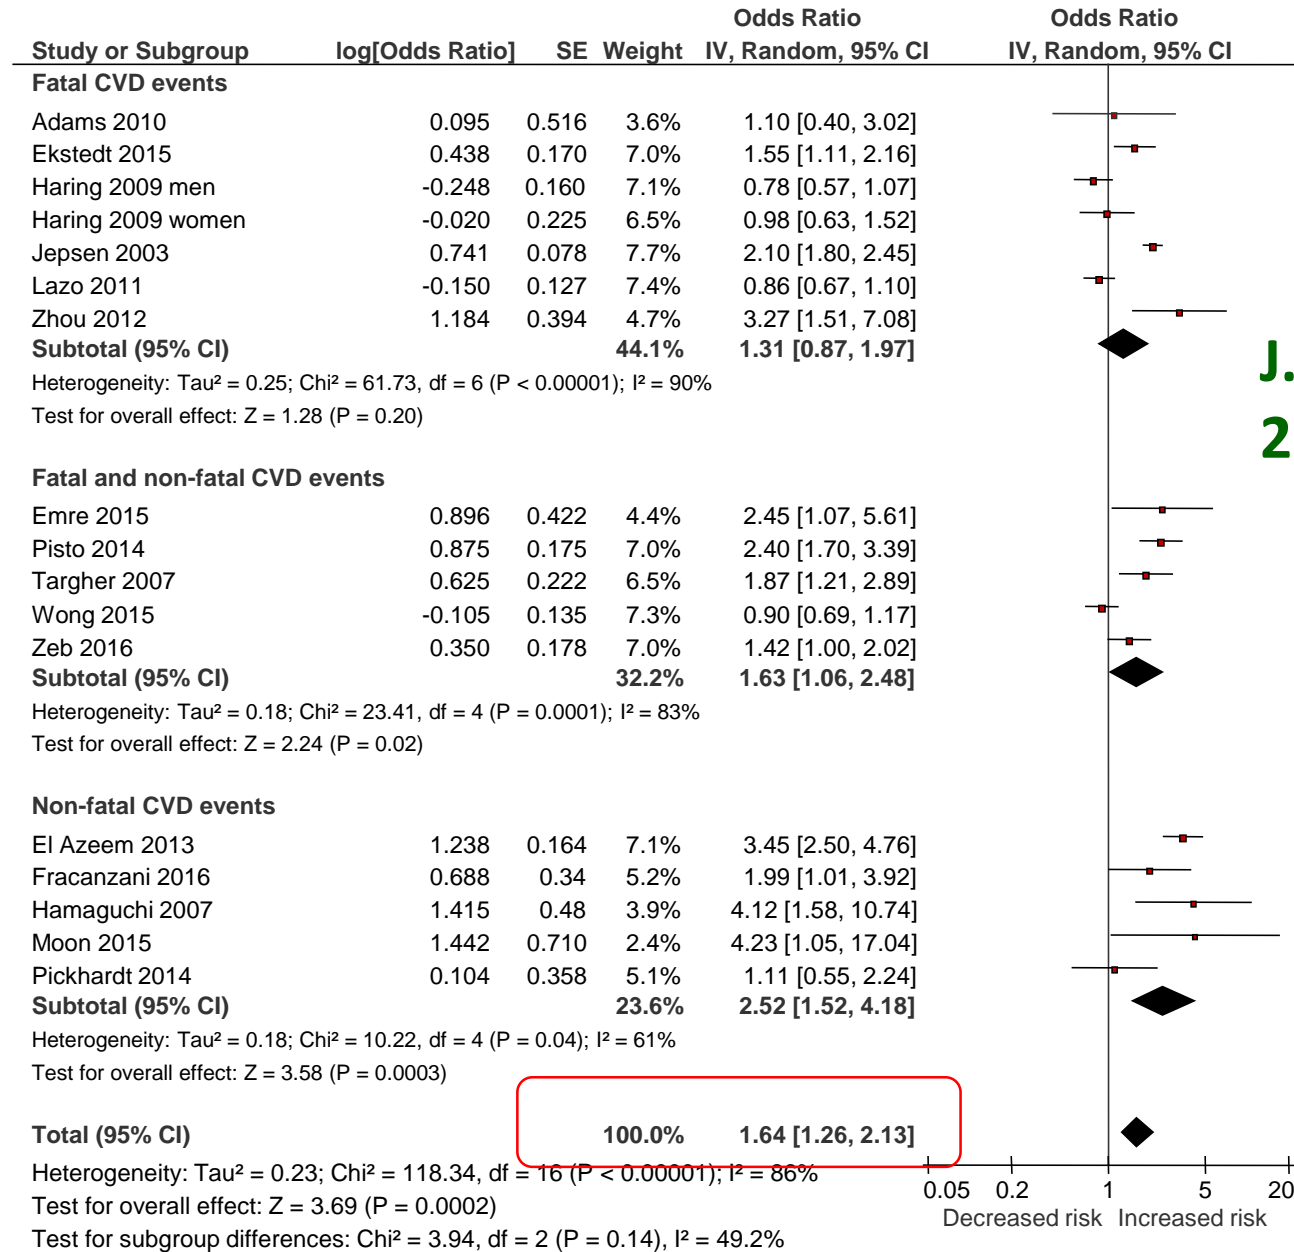 Odds Ratio Odds Ratio
Study or Subgroup log[Odds Ratio] SE Weight IV, Random, 95% CI IV, Random, 95% CI
Fatal CVD events
Adams 2010 0.095 0.516 3.6% 1.10 [0.40, 3.02]
Ekstedt 2015 0.438 0.170 7.0% 1.55 [1.11, 2.16]
Haring 2009 men -0.248 0.160 7.1% 0.78 [0.57, 1.07]
Haring 2009 women -0.020 0.225 6.5% 0.98 [0.63, 1.52]
Jepsen 2003 0.741 0.078 7.7% 2.10 [1.80, 2.45]
Lazo 2011 -0.150 0.127 7.4% 0.86 [0.67, 1.10]
Zhou 2012 1.184 0.394 4.7% 3.27 [1.51, 7.08]
Subtotal (95% CI) 44.1% 1.31 [0.87, 1.97]
J.
Heterogeneity: Tau² = 0.25; Chi² = 61.73, df = 6 (P < 0.00001); I² = 90%
Test for overall effect: Z = 1.28 (P = 0.20)
2
Fatal and non-fatal CVD events
Emre 2015 0.896 0.422 4.4% 2.45 [1.07, 5.61]
Pisto 2014 0.875 0.175 7.0% 2.40 [1.70, 3.39]
Targher 2007 0.625 0.222 6.5% 1.87 [1.21, 2.89]
Wong 2015 -0.105 0.135 7.3% 0.90 [0.69, 1.17]
Zeb 2016 0.350 0.178 7.0% 1.42 [1.00, 2.02]
Subtotal (95% CI) 32.2% 1.63 [1.06, 2.48]
Heterogeneity: Tau² = 0.18; Chi² = 23.41, df = 4 (P = 0.0001); I² = 83%
Test for overall effect: Z = 2.24 (P = 0.02)
Non-fatal CVD events
El Azeem 2013 1.238 0.164 7.1% 3.45 [2.50, 4.76]
Fracanzani 2016 0.688 0.34 5.2% 1.99 [1.01, 3.92]
Hamaguchi 2007 1.415 0.48 3.9% 4.12 [1.58, 10.74]
Moon 2015 1.442 0.710 2.4% 4.23 [1.05, 17.04]
Pickhardt 2014 0.104 0.358 5.1% 1.11 [0.55, 2.24]
Subtotal (95% CI) 23.6% 2.52 [1.52, 4.18]
Heterogeneity: Tau² = 0.18; Chi² = 10.22, df = 4 (P = 0.04); I² = 61%
Test for overall effect: Z = 3.58 (P = 0.0003)
Total (95% CI) 100.0% 1.64 [1.26, 2.13]
Heterogeneity: Tau² = 0.23; Chi² = 118.34, df = 16 (P < 0.00001); I² = 86%
0.05 0.2 1 5 20
Test for overall effect: Z = 3.69 (P = 0.0002)
Decreased risk Increased risk
Test for subgroup differences: Chi² = 3.94, df = 2 (P = 0.14), I² = 49.2%